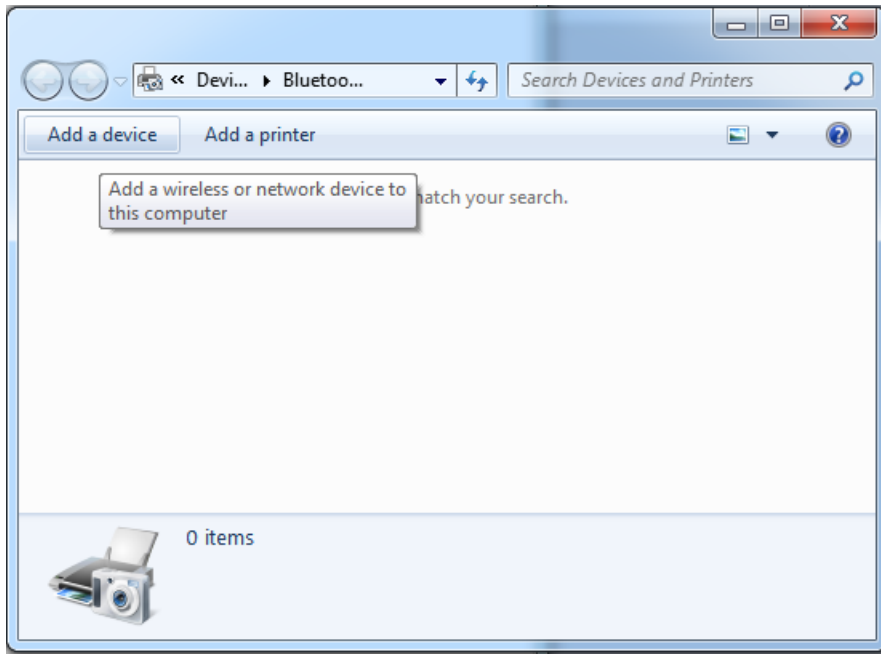 « Devi... ▸ Bluetoo...
Search Devices and Printers
Add a device Add a printer
Add a wireless or network device to
this computer
match your search.
0 items